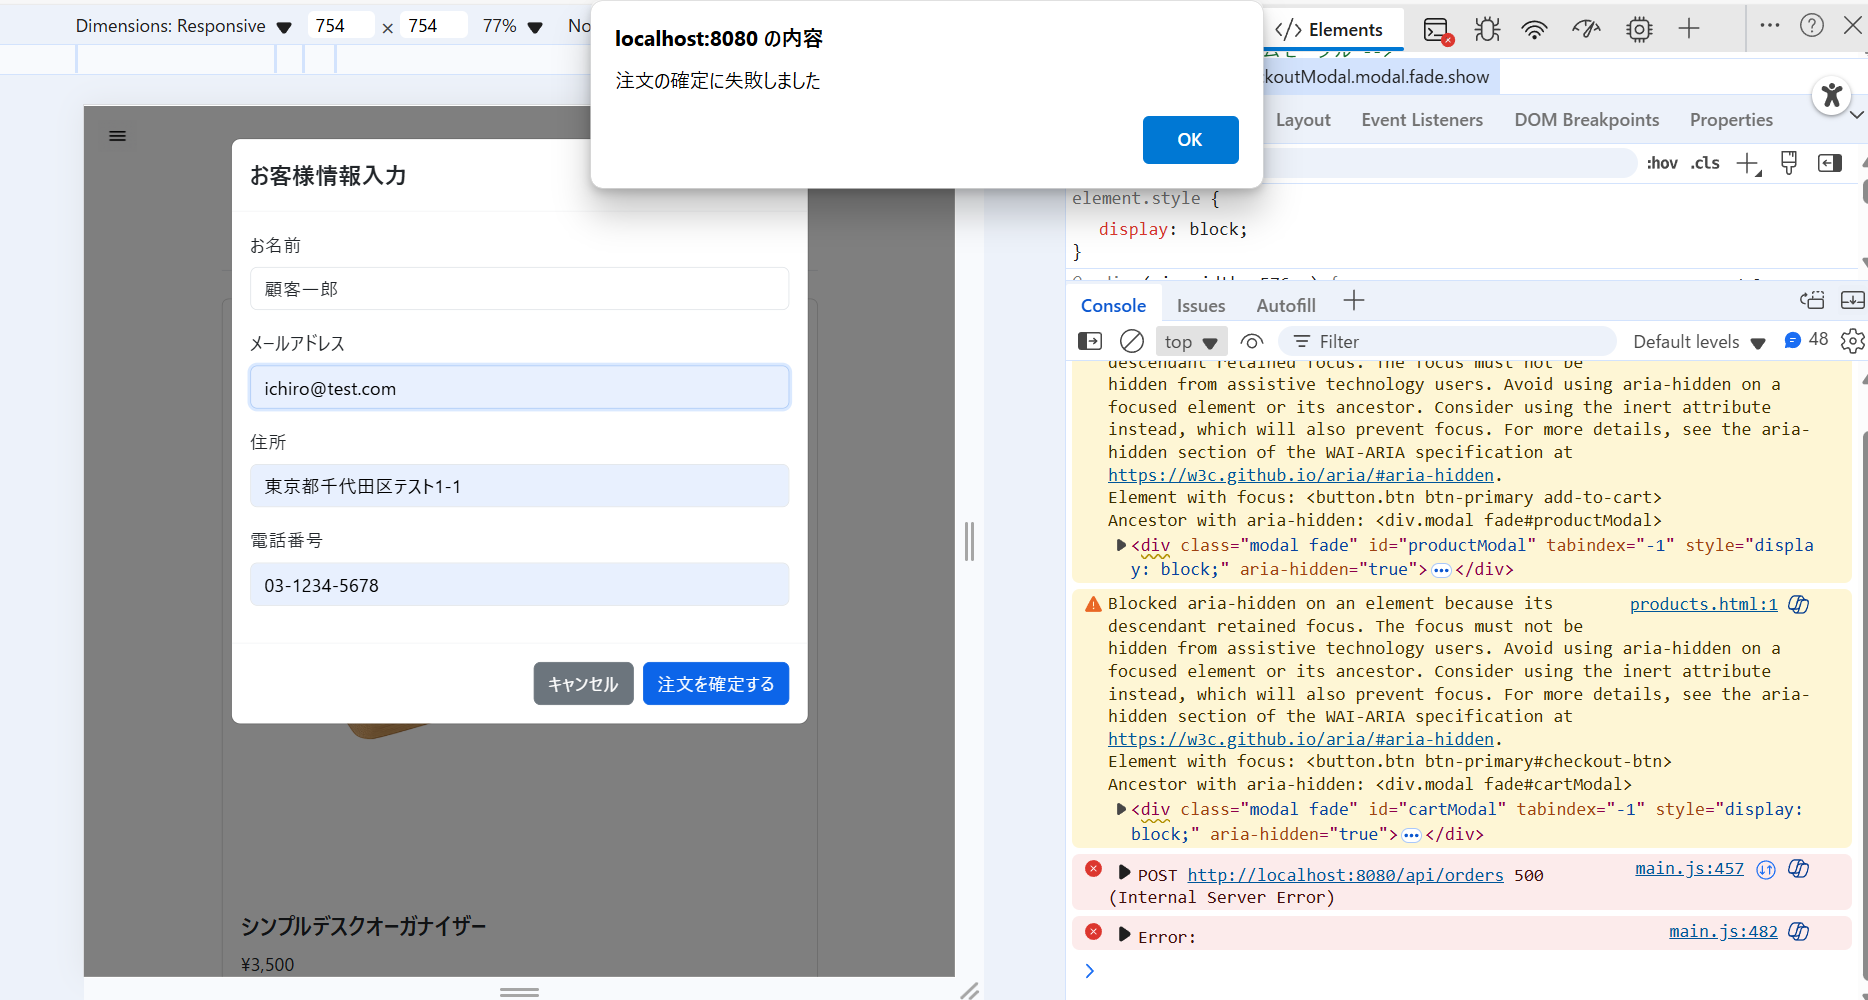 Dimensions: Responsive
754 × 754
77%
No
localhost:8080 の内容
注文の確定に失敗しました
OK
お客様情報入力
お名前
顧客一郎
メールアドレス
ichiro@test.com
住所
東京都千代田区テスト1-1
電話番号
03-1234-5678
キャンセル
注文を確定する
シンプルデスクオーガナイザー
¥3,500
</> Elements
koutModal.modal.fade.show
Layout
Event Listeners
DOM Breakpoints
Properties
:hov .cls
element.style {
display: block;
}
Console
Issues
Autofill
top
Filter
Default levels
48
descendant retained focus. The focus must not be
hidden from assistive technology users. Avoid using aria-hidden on a
focused element or its ancestor. Consider using the inert attribute
instead, which will also prevent focus. For more details, see the aria-
hidden section of the WAI-ARIA specification at
https://w3c.github.io/aria/#aria-hidden.
Element with focus: <button.btn btn-primary add-to-cart>
Ancestor with aria-hidden: <div.modal fade#productModal>
<div class="modal fade" id="productModal" tabindex="-1" style="displa
y: block;" aria-hidden="true">…</div>
Blocked aria-hidden on an element because its products.html:1
descendant retained focus. The focus must not be
hidden from assistive technology users. Avoid using aria-hidden on a
focused element or its ancestor. Consider using the inert attribute
instead, which will also prevent focus. For more details, see the aria-
hidden section of the WAI-ARIA specification at
https://w3c.github.io/aria/#aria-hidden.
Element with focus: <button.btn btn-primary#checkout-btn>
Ancestor with aria-hidden: <div.modal fade#cartModal>
<div class="modal fade" id="cartModal" tabindex="-1" style="display:
block;" aria-hidden="true">…</div>
POST http://localhost:8080/api/orders 500 main.js:457
(Internal Server Error)
Error: main.js:482